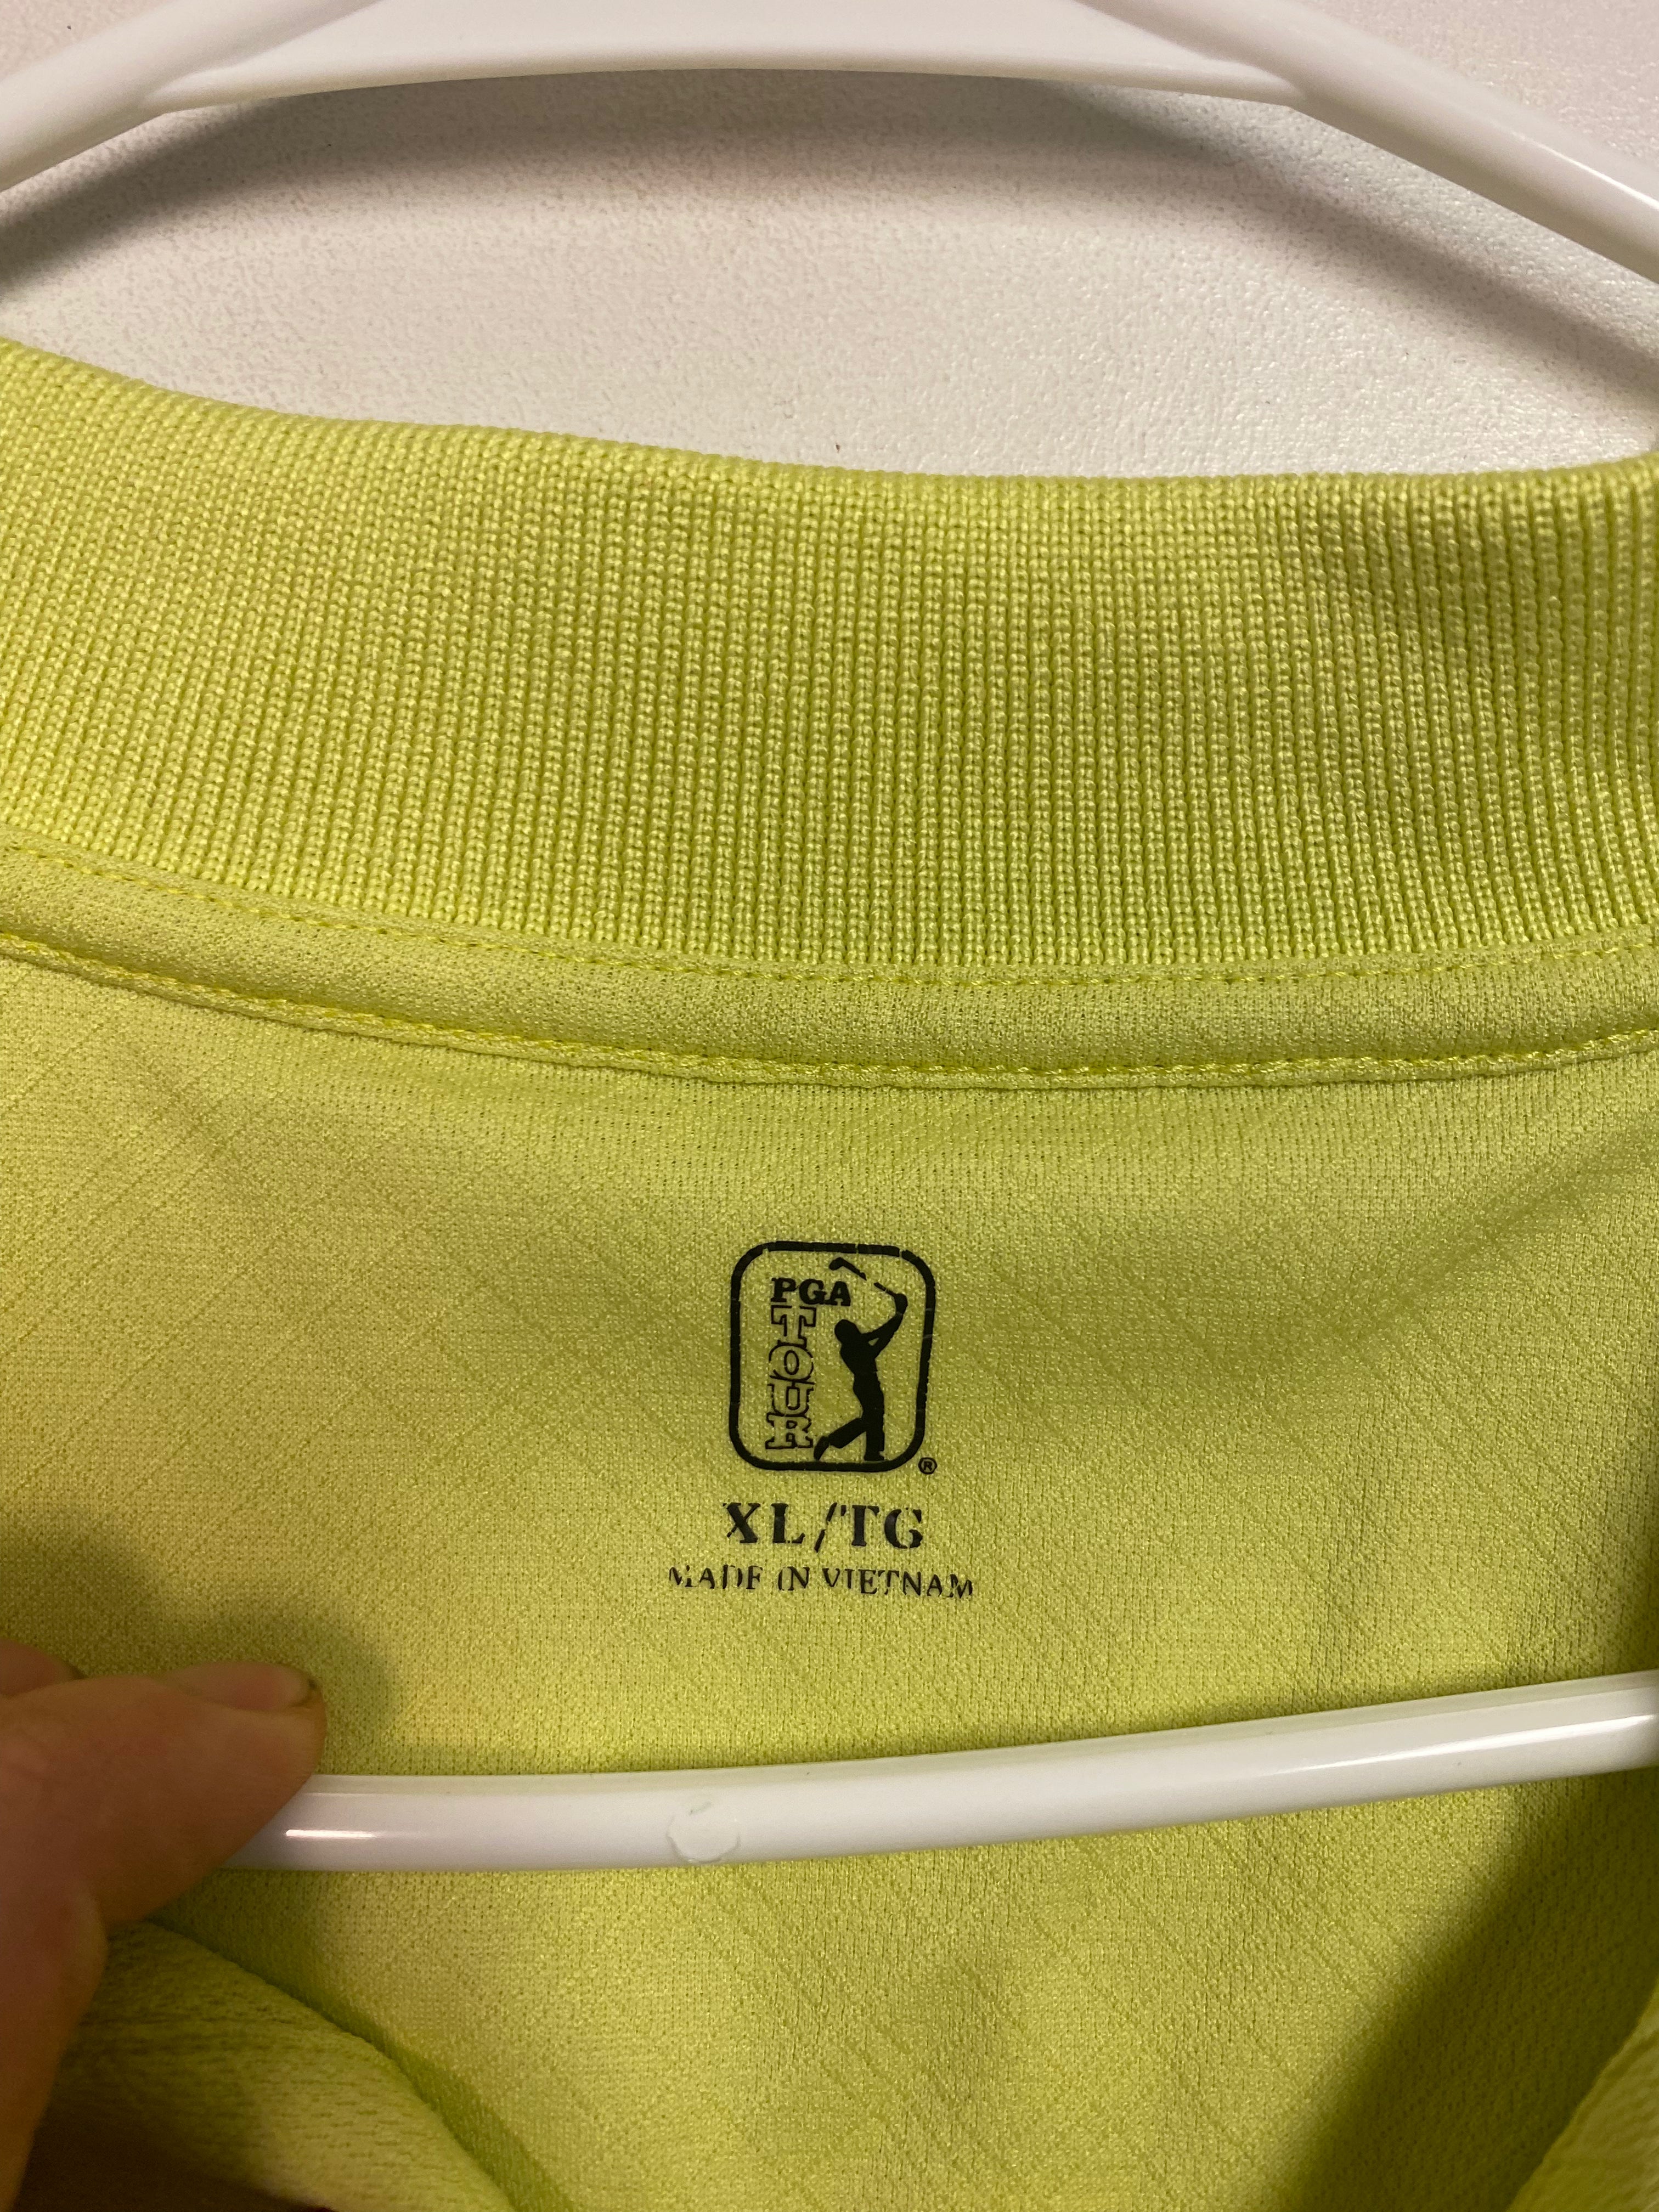 PGA
TOUR
®
XL/TG
MADE IN VIETNAM